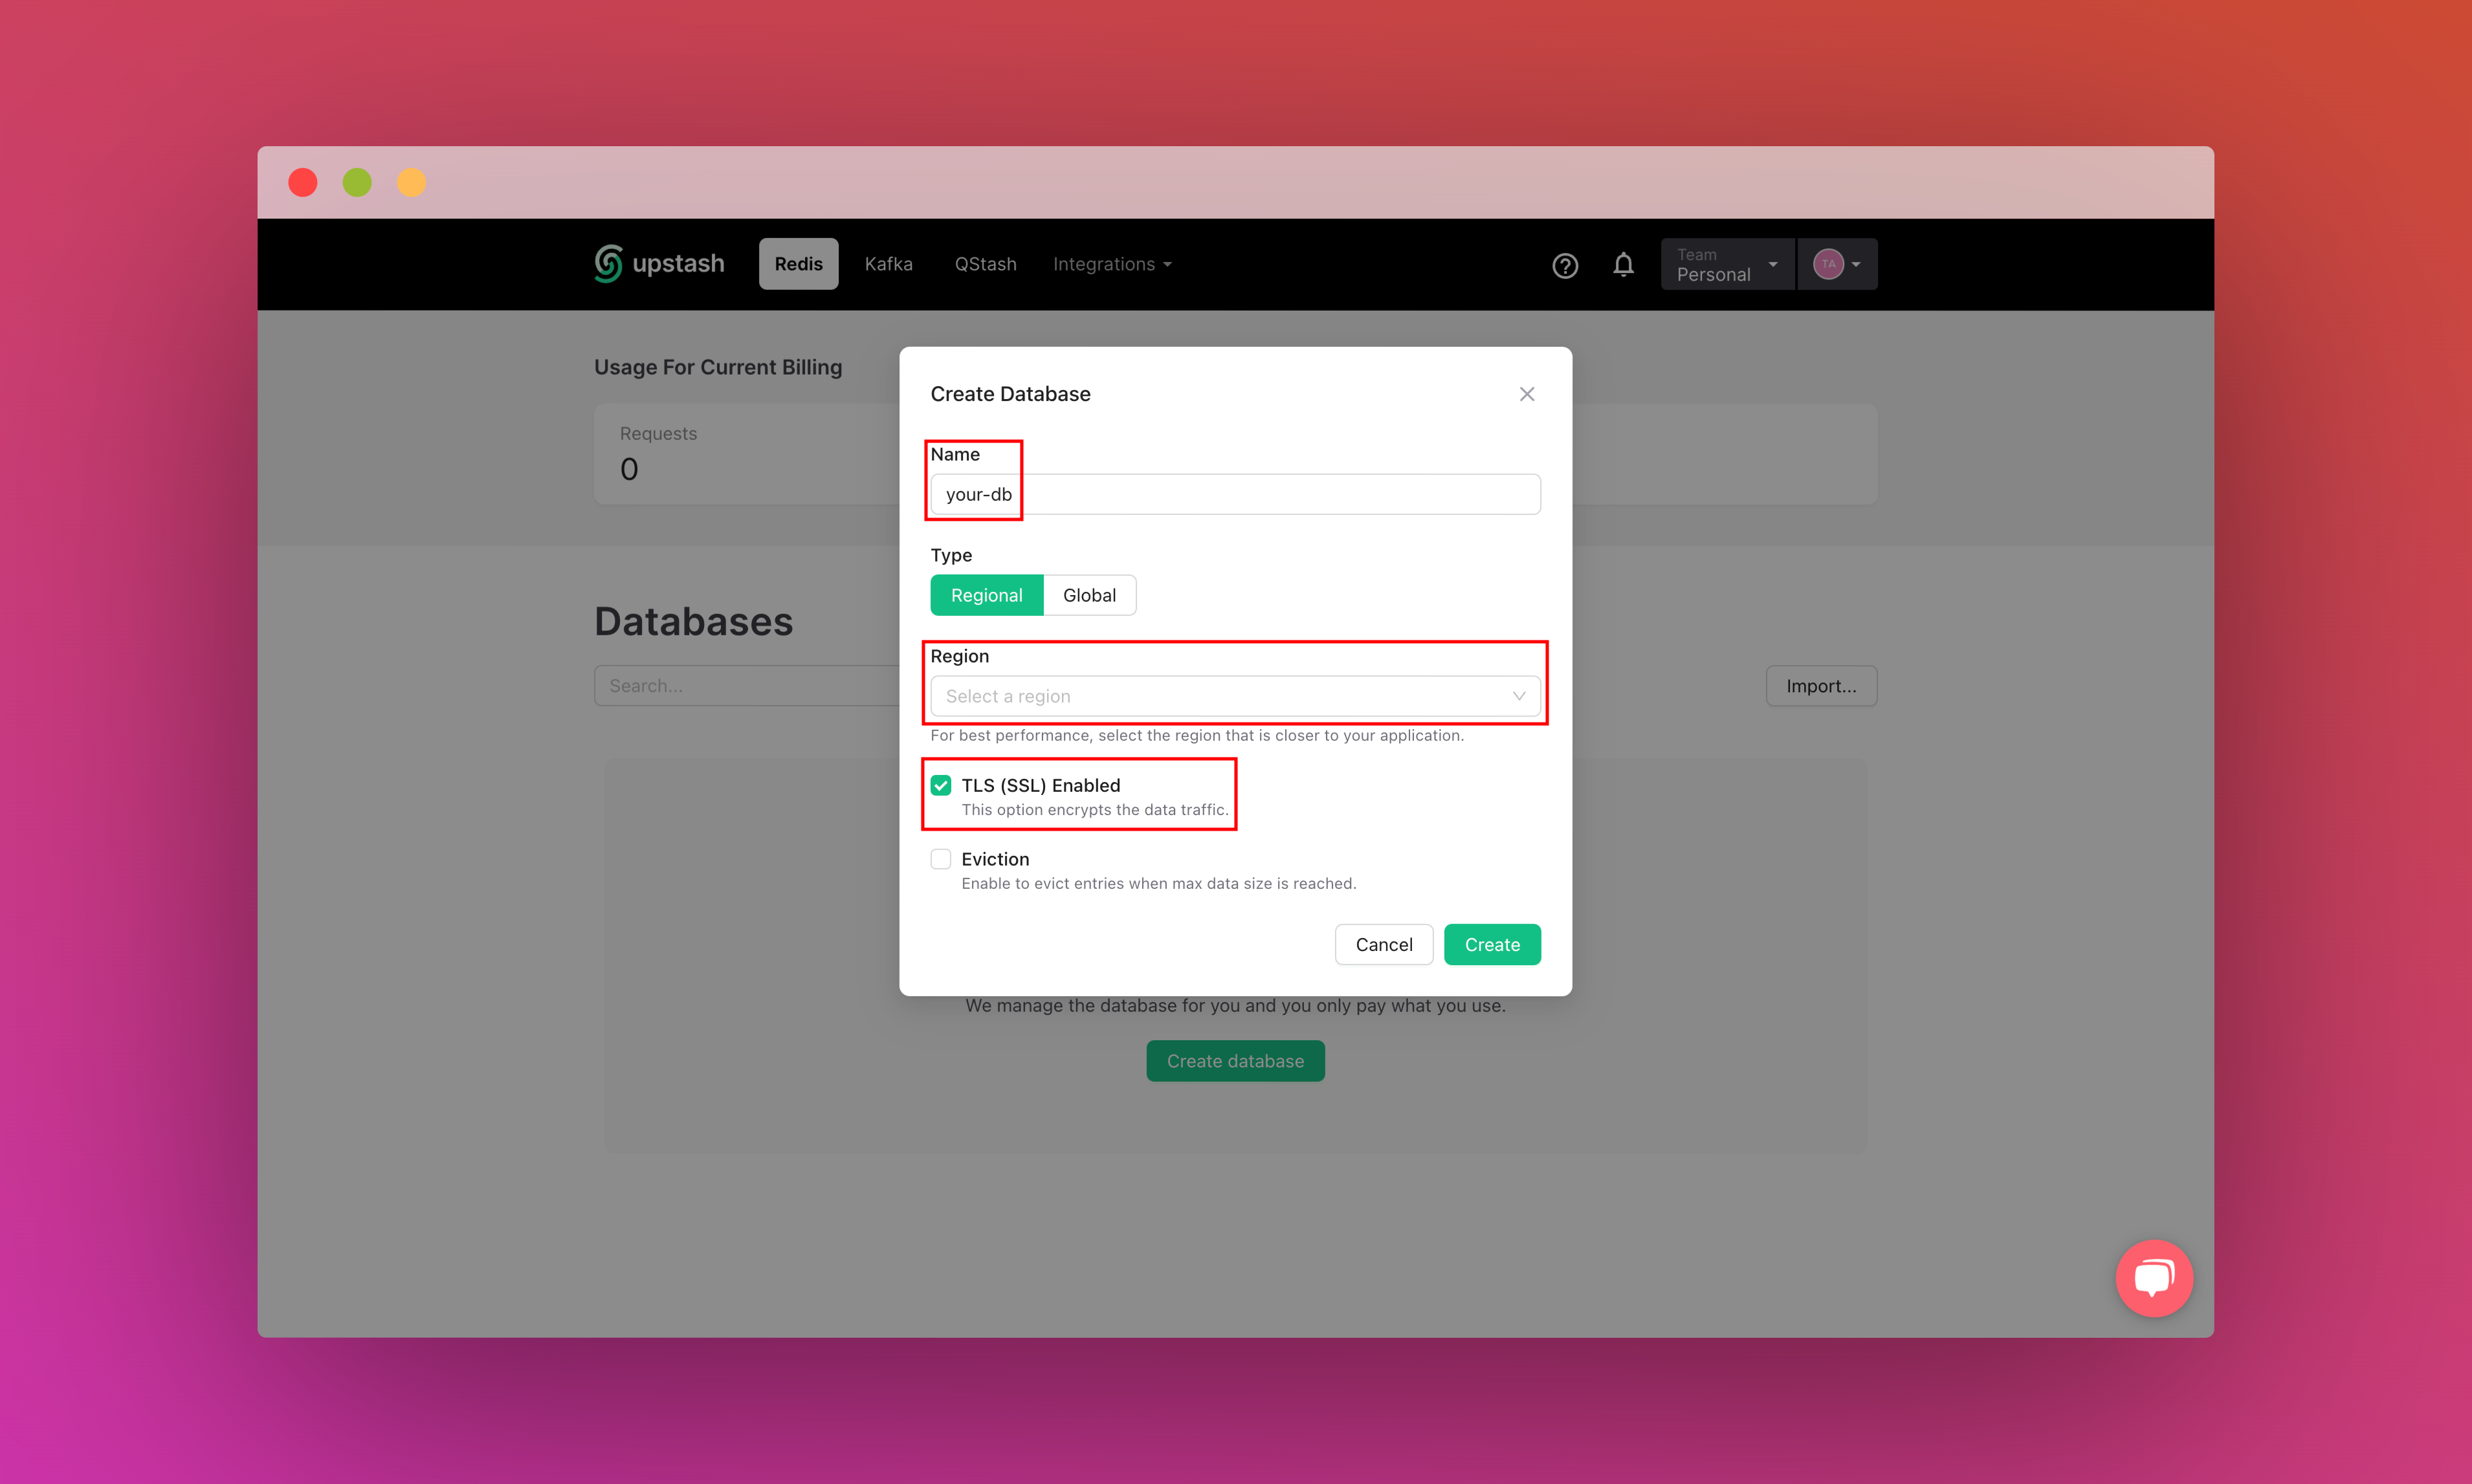 upstash
Redis
Kafka
QStash
Integrations
Team
Personal
TA
Usage For Current Billing
Requests
0
Databases
Search...
Import...
Create Database
Name
your-db
Type
Regional
Global
Region
Select a region
For best performance, select the region that is closer to your application.
TLS (SSL) Enabled
This option encrypts the data traffic.
Eviction
Enable to evict entries when max data size is reached.
Cancel
Create
We manage the database for you and you only pay what you use.
Create database